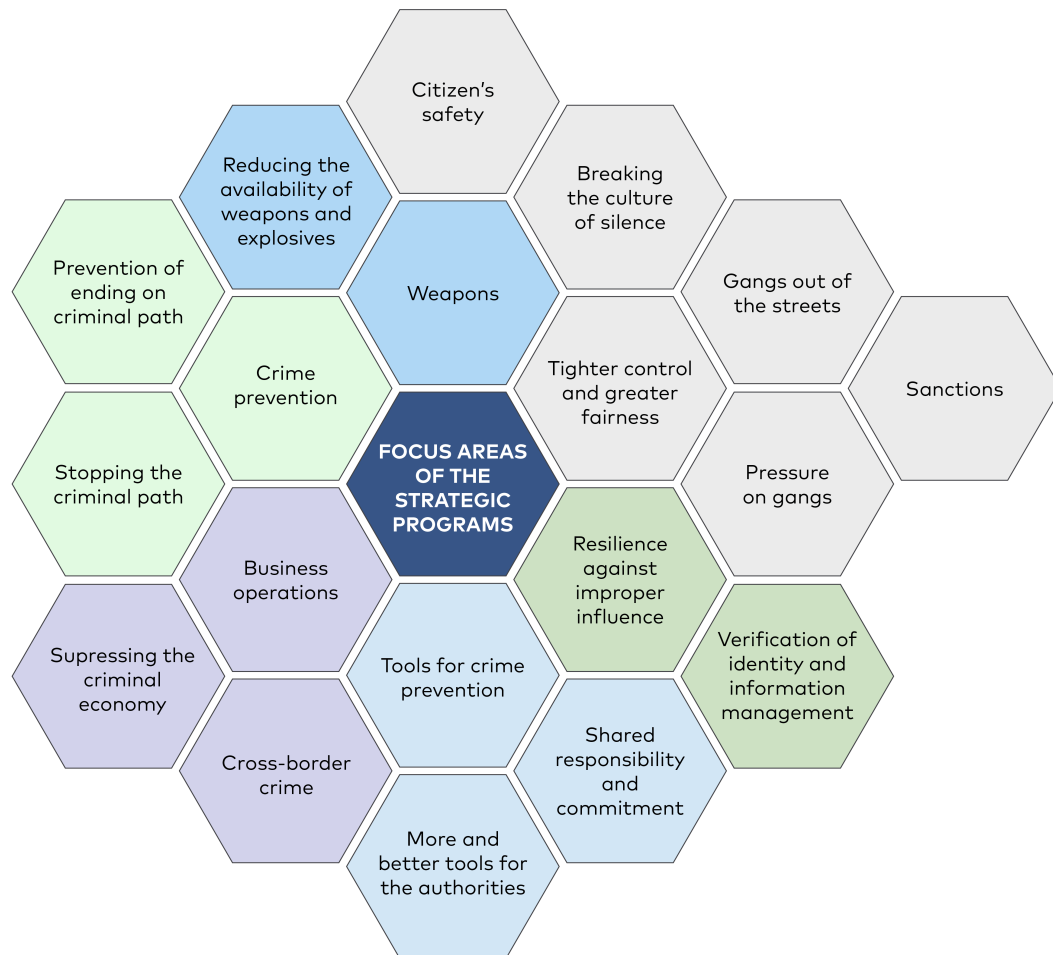 Citizen's
safety
Reducing the
availability of
weapons and
explosives
Breaking
the culture
of silence
Prevention of
ending on
criminal path
Weapons
Gangs out of
the streets
Crime
prevention
Tighter control
and greater
fairness
Sanctions
Stopping the
criminal path
FOCUS AREAS
OF THE
STRATEGIC
PROGRAMS
Pressure
on gangs
Business
operations
Resilience
against
improper
influence
Supressing the
criminal
economy
Tools for crime
prevention
Verification of
identity and
information
management
Cross-border
crime
Shared
responsibility
and
commitment
More and
better tools for
the authorities